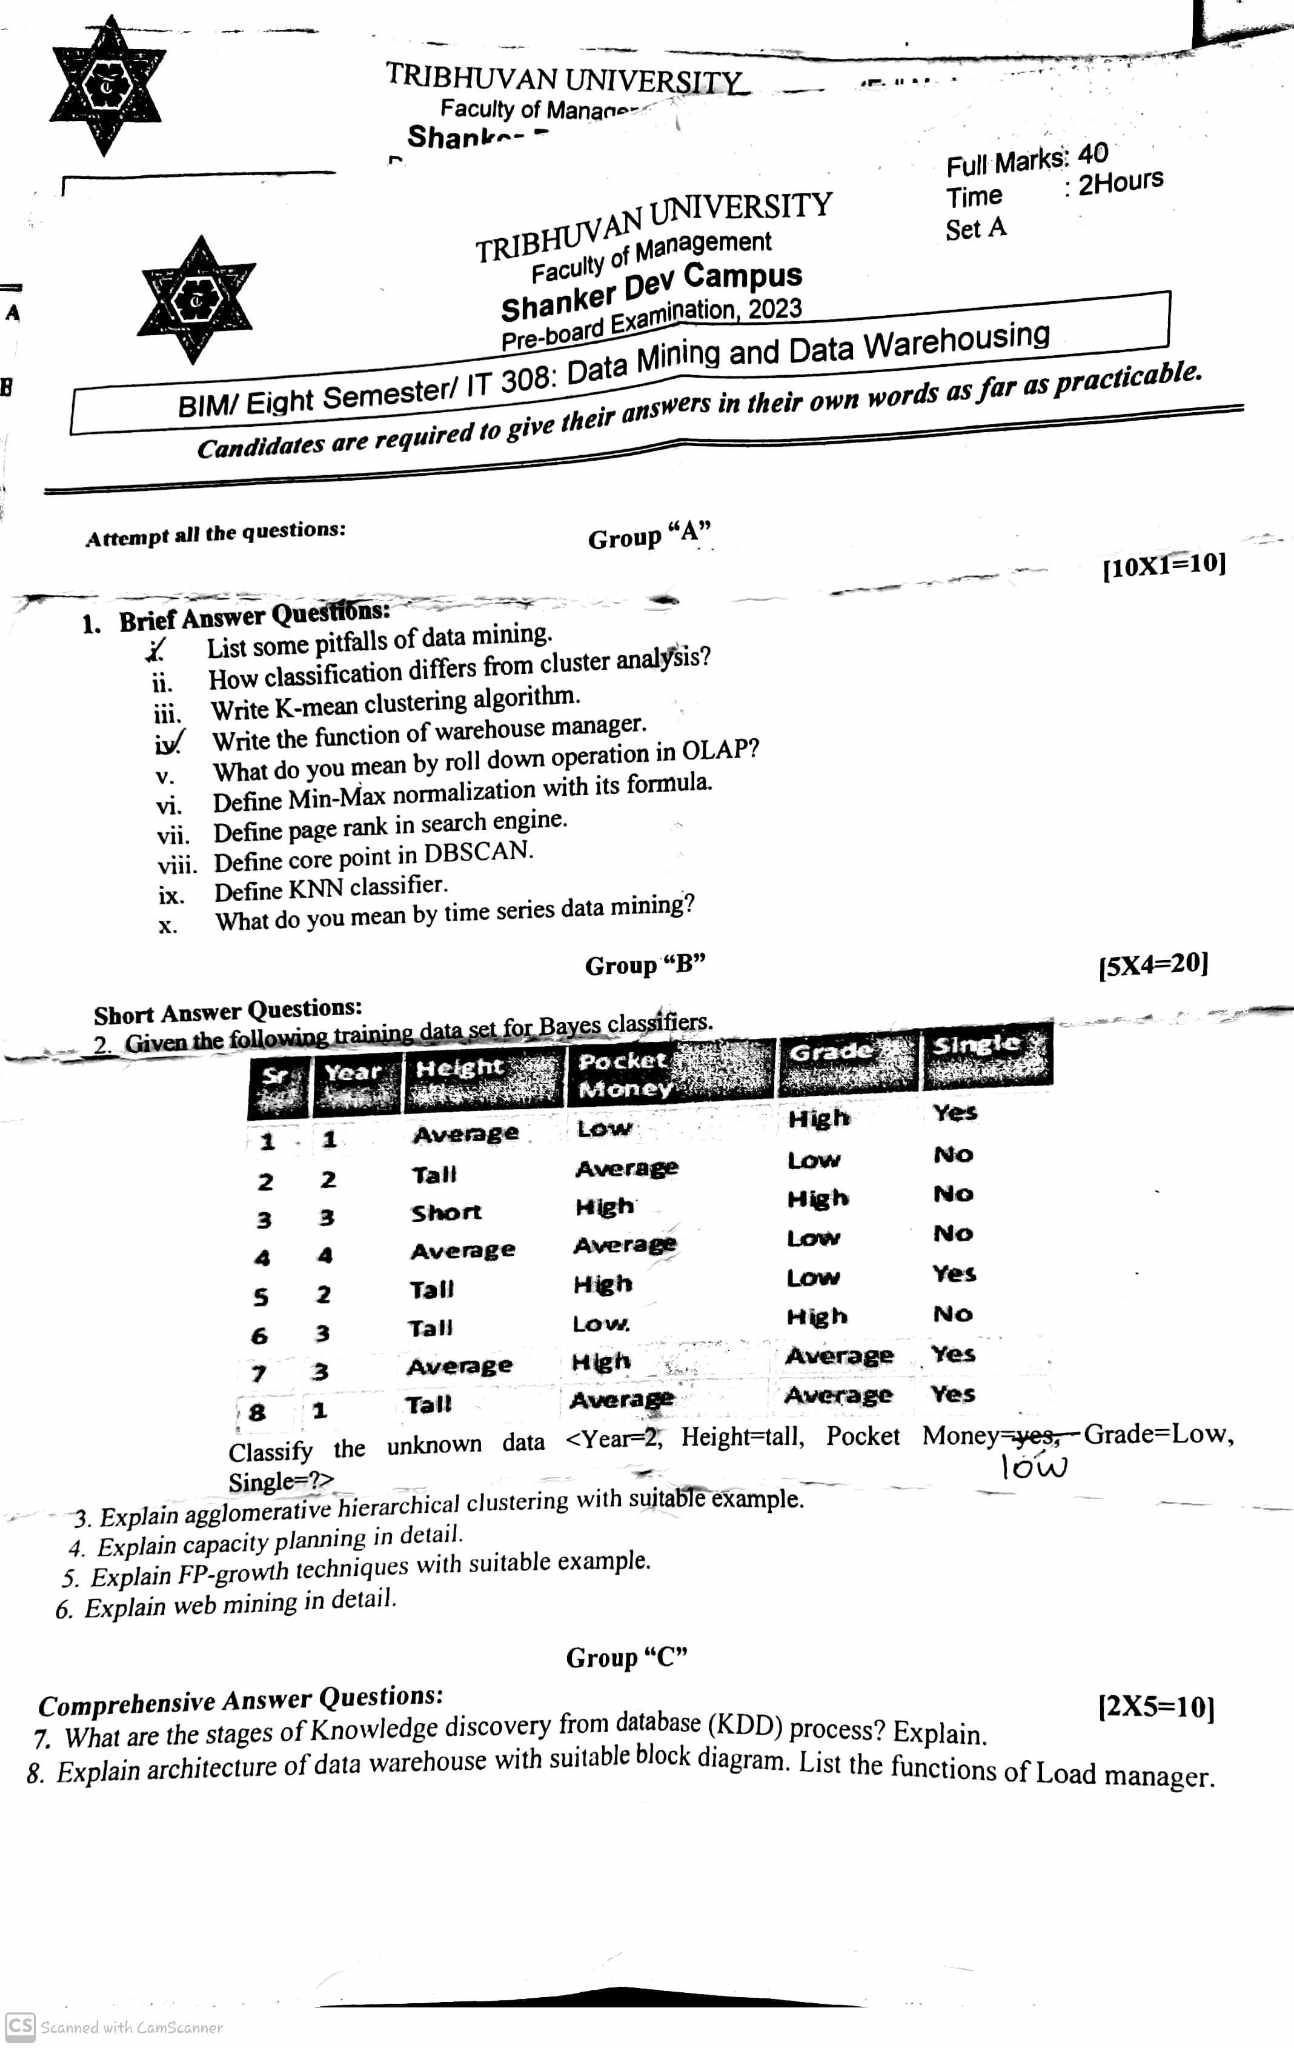 TRIBHUVAN UNIVERSITY
Faculty of
TRIBHUVAN UNIVERSITY
Faculty of Management
Shanker Dev Campus
Pre-board Examination, 2023
Full Marks: 40
Time : 2Hours
Set A
A
B
BIM/ Eight Semester/ IT 308: Data Mining and Data Warehousing
Candidates are required to give their answers in their own words as far as practicable.
Attempt all the questions:
Group “A”
[10X1=10]
1. Brief Answer Questions:
i. List some pitfalls of data mining.
ii. How classification differs from cluster analysis?
iii. Write K-mean clustering algorithm.
iv. Write the function of warehouse manager.
v. What do you mean by roll down operation in OLAP?
vi. Define Min-Max normalization with its formula.
vii. Define page rank in search engine.
viii. Define core point in DBSCAN.
ix. Define KNN classifier.
x. What do you mean by time series data mining?
Group “B”
[5X4=20]
Short Answer Questions:
2. Given the following training data set for Bayes classifiers.
Sr Year Height Pocket Money Grade Single
1 1 Average Low High Yes
2 2 Tall Average Low No
3 3 Short High High No
4 4 Average Average Low No
5 2 Tall High Low Yes
6 3 Tall Low. High No
7 3 Average High Average Yes
8 1 Tall Average Average Yes
Classify the unknown data <Year=2, Height=tall, Pocket Money=yes, Grade=Low,
low
Single=?>
3. Explain agglomerative hierarchical clustering with suitable example.
4. Explain capacity planning in detail.
5. Explain FP-growth techniques with suitable example.
6. Explain web mining in detail.
Group “C”
Comprehensive Answer Questions:
[2X5=10]
7. What are the stages of Knowledge discovery from database (KDD) process? Explain.
8. Explain architecture of data warehouse with suitable block diagram. List the functions of Load manager.
CS Scanned with CamScanner